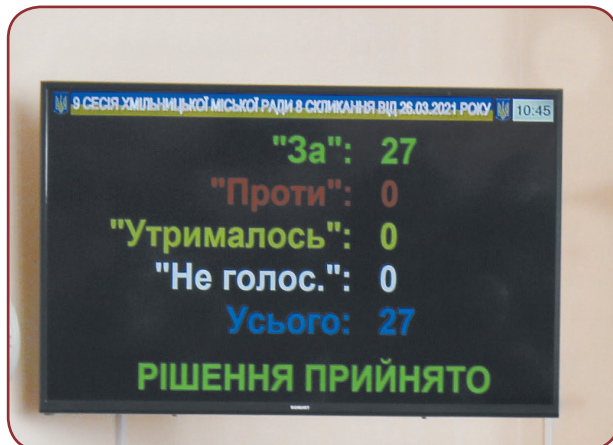 9 СЕСІЯ ХМІЛЬНИЦЬКОЇ МІСЬКОЇ РАДИ 8 СКЛИКАННЯ ВІД 26.03.2021 РОКУ 10:45
"За": 27
"Проти": 0
"Утрималось": 0
"Не голос.": 0
Усього: 27
РІШЕННЯ ПРИЙНЯТО